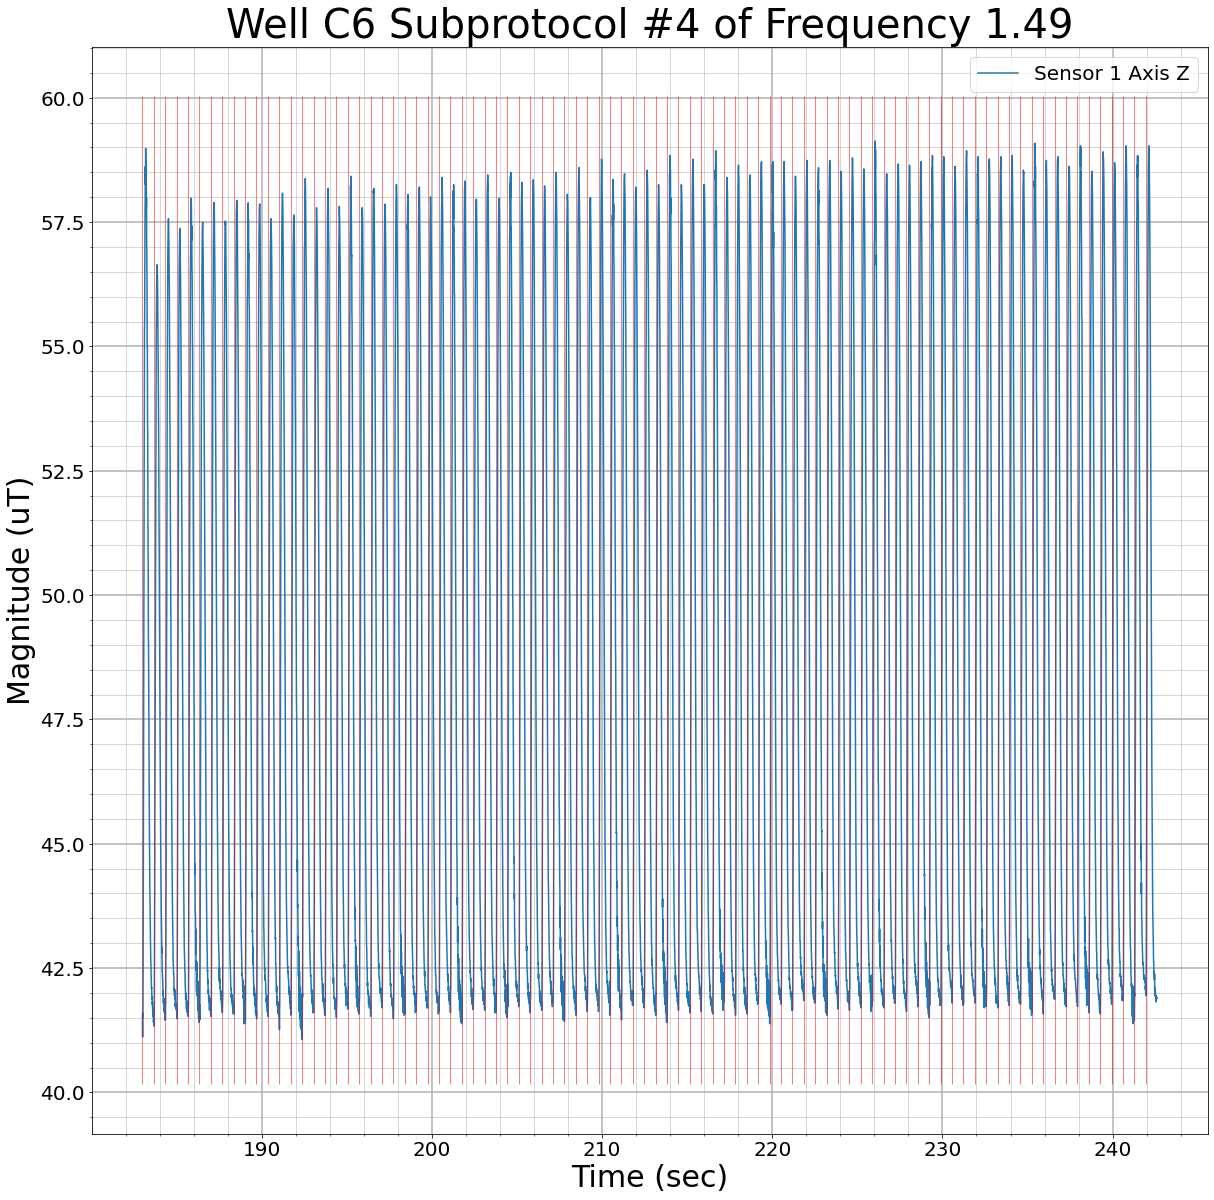 Well C6 Subprotocol #4 of Frequency 1.49
Sensor 1 Axis Z
60.0
57.5
55.0
52.5
50.0
47.5
45.0
42.5
40.0
Magnitude (uT)
190 200 210 220 230 240
Time (sec)